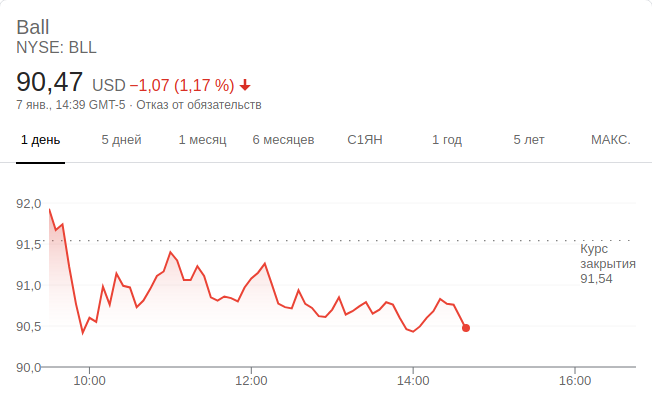 Ball
NYSE: BLL
90,47 USD −1,07 (1,17 %)
7 янв., 14:39 GMT-5 · Отказ от обязательств
1 день 5 дней 1 месяц 6 месяцев С1ЯН 1 год 5 лет МАКС.
92,0
91,5
Курс
закрытия
91,54
91,0
90,5
90,0
10:00 12:00 14:00 16:00